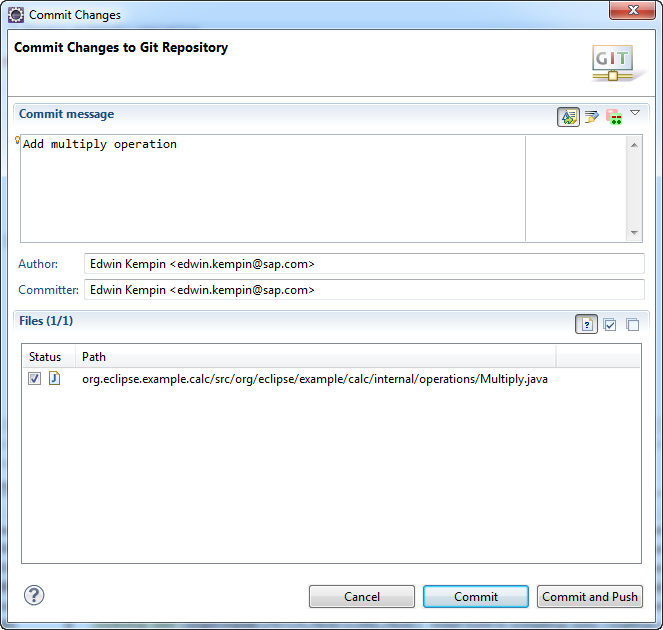 Commit Changes
Commit Changes to Git Repository
GIT
Commit message
Add multiply operation
Author: Edwin Kempin <edwin.kempin@sap.com>
Committer: Edwin Kempin <edwin.kempin@sap.com>
Files (1/1)
Status Path
J org.eclipse.example.calc/src/org/eclipse/example/calc/internal/operations/Multiply.java
Cancel Commit Commit and Push